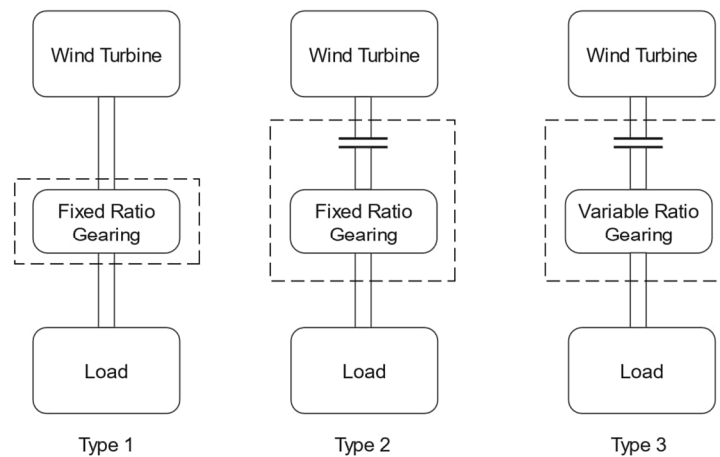 Wind Turbine
Fixed Ratio
Gearing
Load
Type 1
Wind Turbine
Fixed Ratio
Gearing
Load
Type 2
Wind Turbine
Variable Ratio
Gearing
Load
Type 3